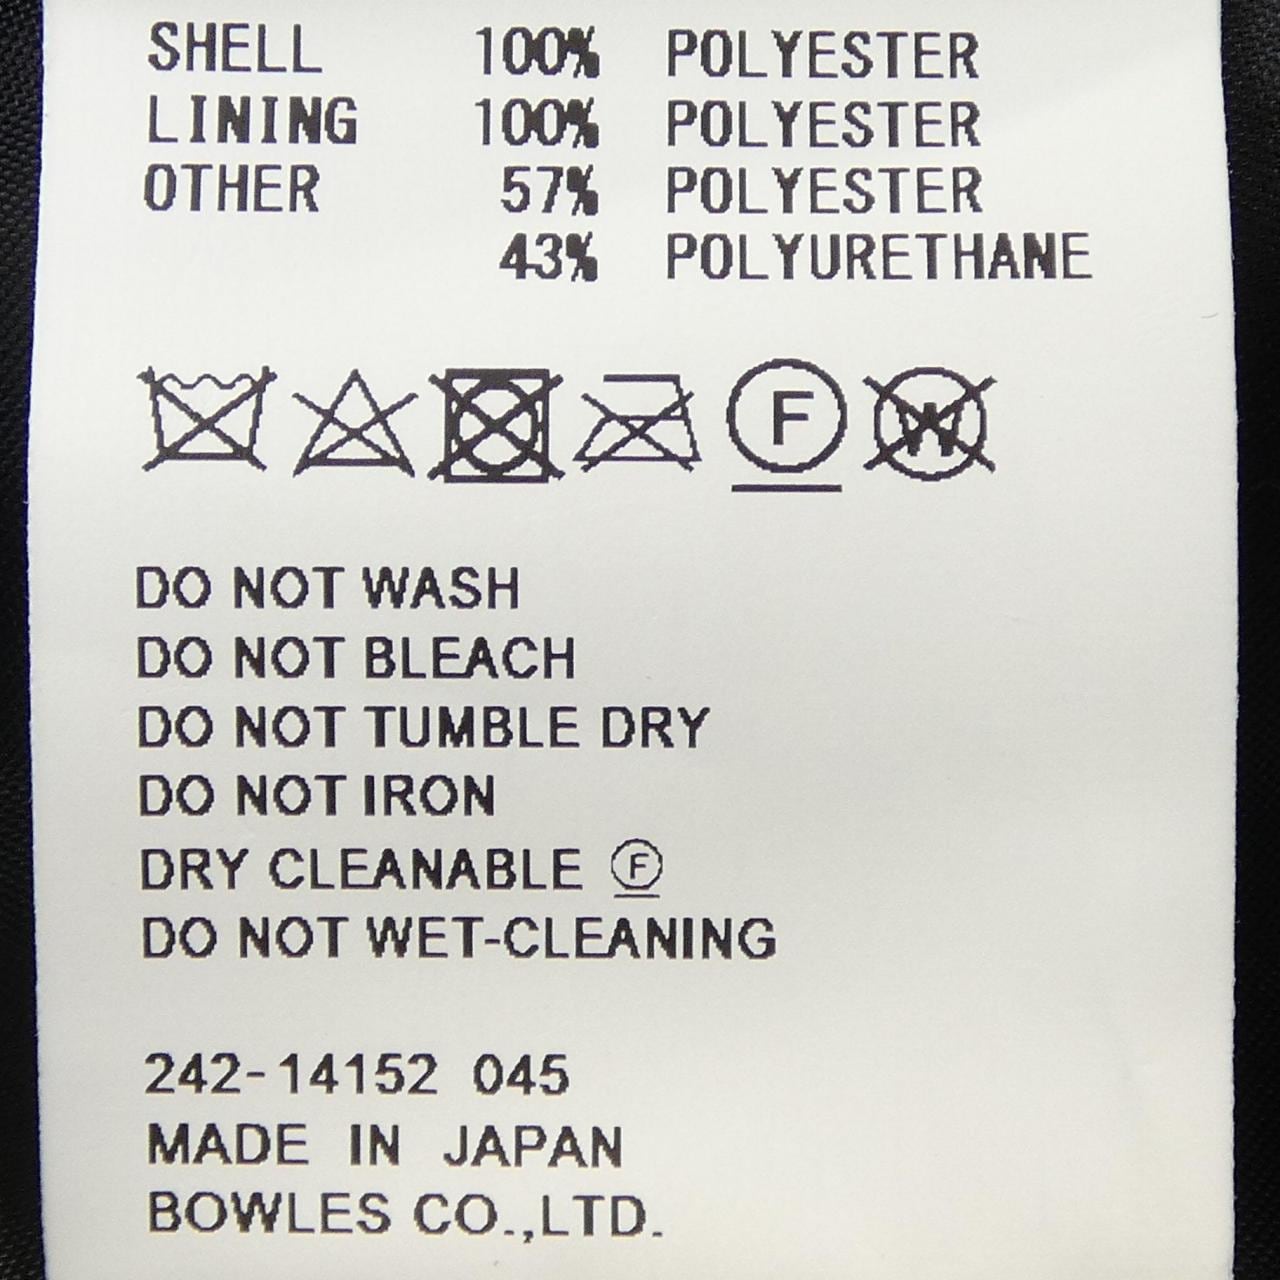 SHELL 100% POLYESTER
LINING 100% POLYESTER
OTHER 57% POLYESTER
43% POLYURETHANE
F W
DO NOT WASH
DO NOT BLEACH
DO NOT TUMBLE DRY
DO NOT IRON
DRY CLEANABLE F
DO NOT WET-CLEANING
242-14152 045
MADE IN JAPAN
BOWLES CO.,LTD.